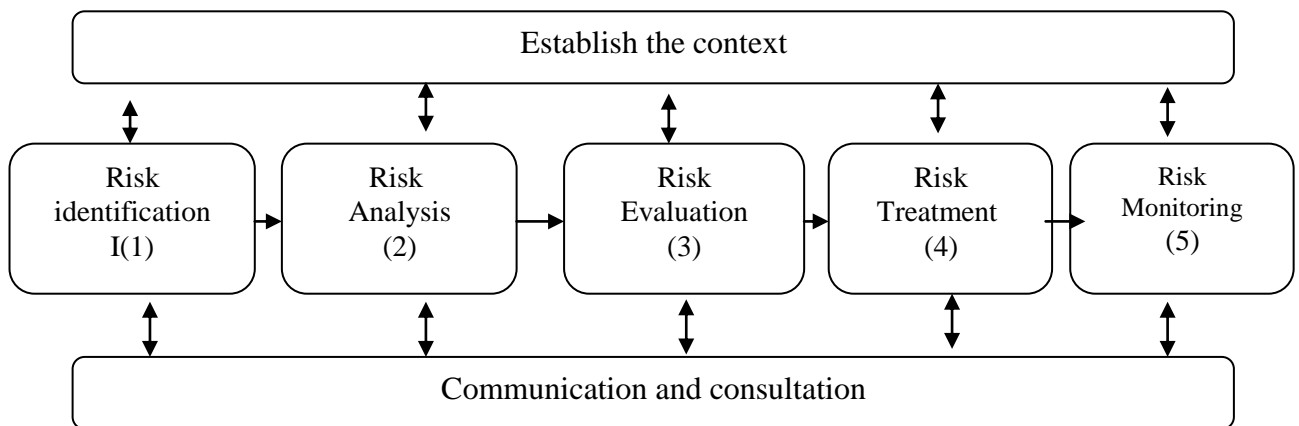 Establish the context
Risk
identification
I(1)
Risk
Analysis
(2)
Risk
Evaluation
(3)
Risk
Treatment
(4)
Risk
Monitoring
(5)
Communication and consultation